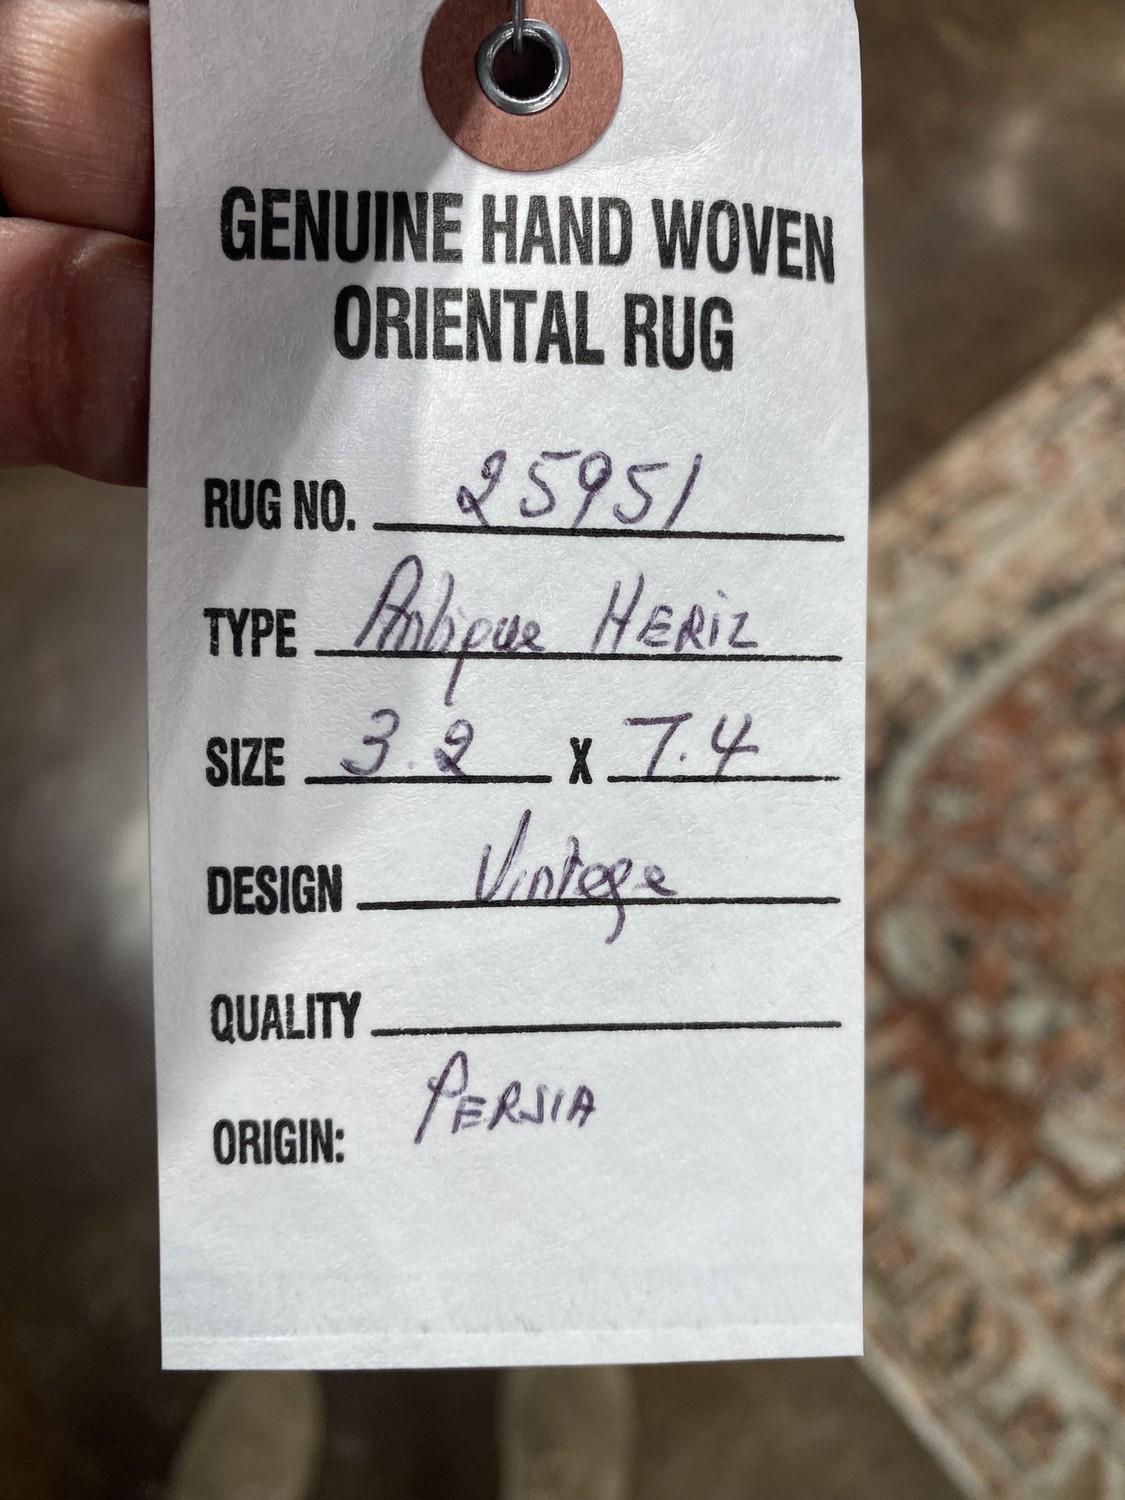 GENUINE HAND WOVEN
ORIENTAL RUG
RUG NO. 25951
TYPE Antique HERIZ
SIZE 3.2 X 7.4
DESIGN Vintage
QUALITY
ORIGIN: PERSIA